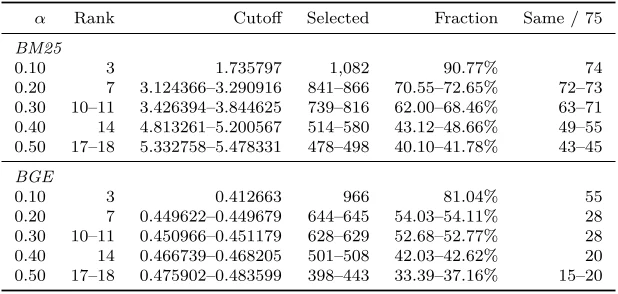 α Rank Cutoff Selected Fraction Same / 75
BM25
0.10 3 1.735797 1,082 90.77% 74
0.20 7 3.124366–3.290916 841–866 70.55–72.65% 72–73
0.30 10–11 3.426394–3.844625 739–816 62.00–68.46% 63–71
0.40 14 4.813261–5.200567 514–580 43.12–48.66% 49–55
0.50 17–18 5.332758–5.478331 478–498 40.10–41.78% 43–45
BGE
0.10 3 0.412663 966 81.04% 55
0.20 7 0.449622–0.449679 644–645 54.03–54.11% 28
0.30 10–11 0.450966–0.451179 628–629 52.68–52.77% 28
0.40 14 0.466739–0.468205 501–508 42.03–42.62% 20
0.50 17–18 0.475902–0.483599 398–443 33.39–37.16% 15–20